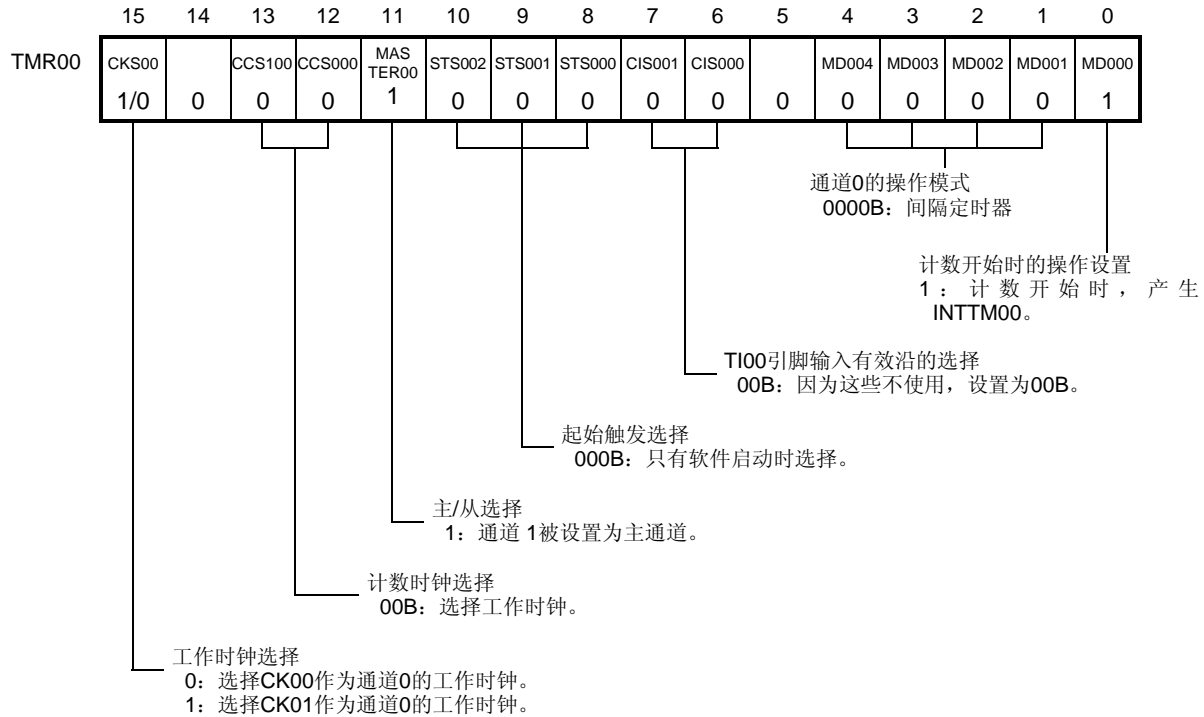 15 14 13 12 11 10 9 8 7 6 5 4 3 2 1 0
TMR00 CKS00 CCS100 CCS000 MAS TER00 STS002 STS001 STS000 CIS001 CIS000 MD004 MD003 MD002 MD001 MD000
1/0 0 0 0 1 0 0 0 0 0 0 0 0 0 0 1
通道0的操作模式
0000B：间隔定时器
计数开始时的操作设置
1：计数开始时，产生
INTTM00。
TI00引脚输入有效沿的选择
00B：因为这些不使用，设置为00B。
起始触发选择
000B：只有软件启动时选择。
主/从选择
1：通道 1被设置为主通道。
计数时钟选择
00B：选择工作时钟。
工作时钟选择
0：选择CK00作为通道0的工作时钟。
1：选择CK01作为通道0的工作时钟。